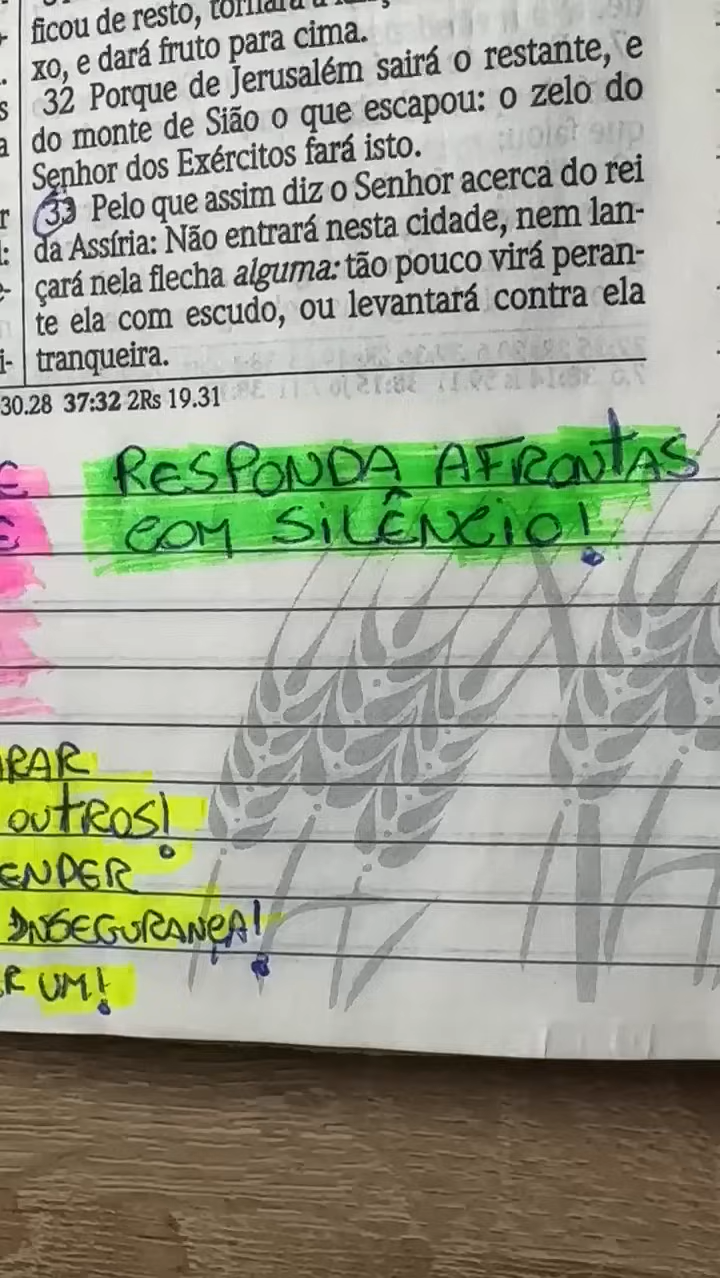 ficou de resto, tornará a
xo, e dará fruto para cima.
32 Porque de Jerusalém sairá o restante, e
do monte de Sião o que escapou: o zelo do
Senhor dos Exércitos fará isto.
33 Pelo que assim diz o Senhor acerca do rei
da Assíria: Não entrará nesta cidade, nem lan-
çará nela flecha alguma: tão pouco virá peran-
te ela com escudo, ou levantará contra ela
tranqueira.
30.28 37:32 2Rs 19.31
RESPONDA AFRONTAS
COM SILÊNCIO!
RAR
OUTROS!
ENDER
INSEGURANÇA!
R UM!